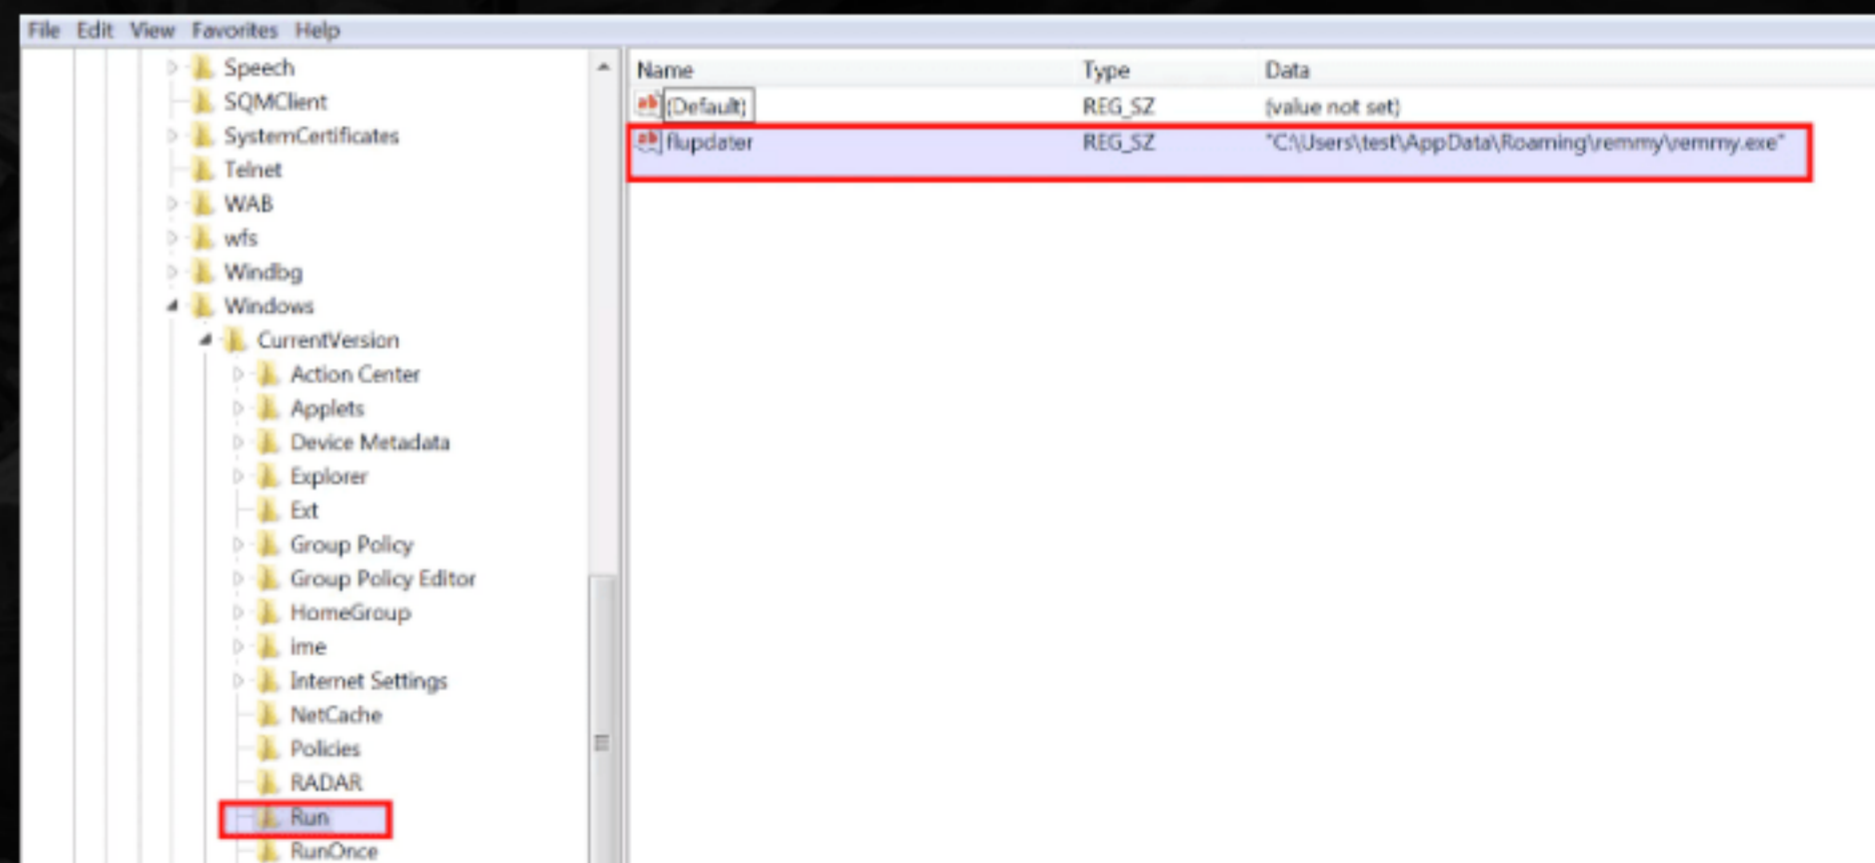 File Edit View Favorites Help
Speech
SQMClient
SystemCertificates
Telnet
WAB
wfs
Windbg
Windows
CurrentVersion
Action Center
Applets
Device Metadata
Explorer
Ext
Group Policy
Group Policy Editor
HomeGroup
ime
Internet Settings
NetCache
Policies
RADAR
Run
RunOnce
Name Type Data
(Default) REG_SZ (value not set)
flupdater REG_SZ "C:\Users\test\AppData\Roaming\remmy\remmy.exe"